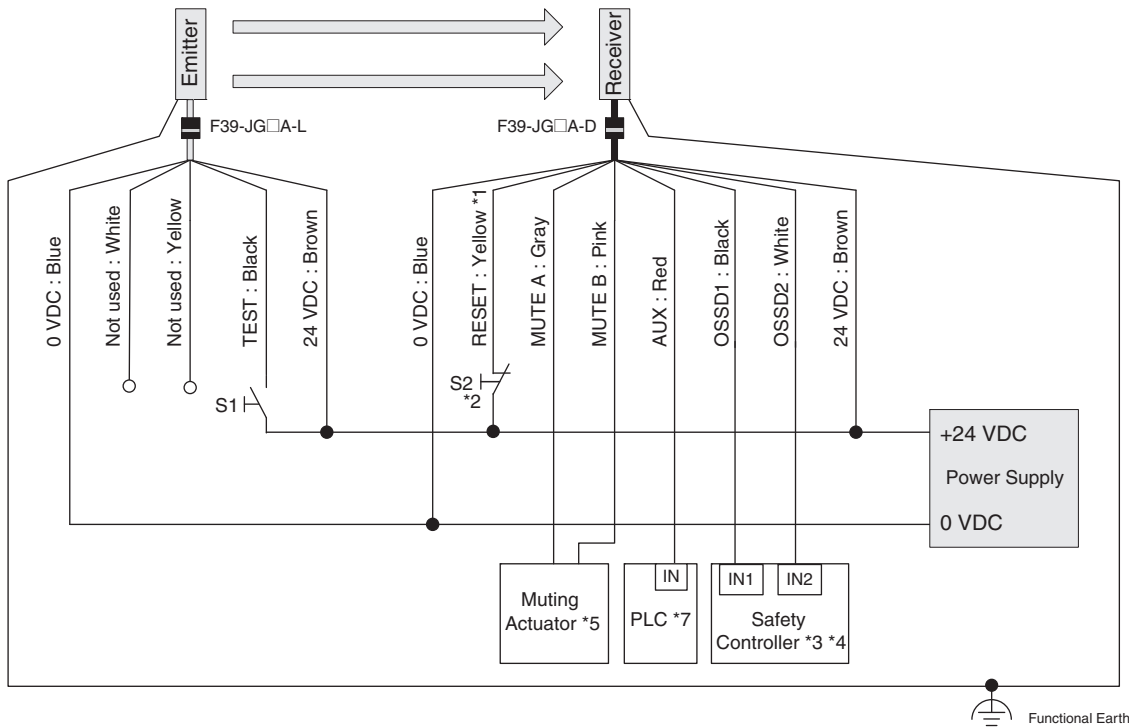 Emitter
Receiver
F39-JG□A-L
F39-JG□A-D
0 VDC : Blue
Not used : White
Not used : Yellow
TEST : Black
24 VDC : Brown
0 VDC : Blue
RESET : Yellow *1
MUTE A : Gray
MUTE B : Pink
AUX : Red
OSSD1 : Black
OSSD2 : White
24 VDC : Brown
S1
S2
*2
+24 VDC
Power Supply
0 VDC
IN
IN1
IN2
Muting
Actuator *5
PLC *7
Safety
Controller *3 *4
Functional Earth